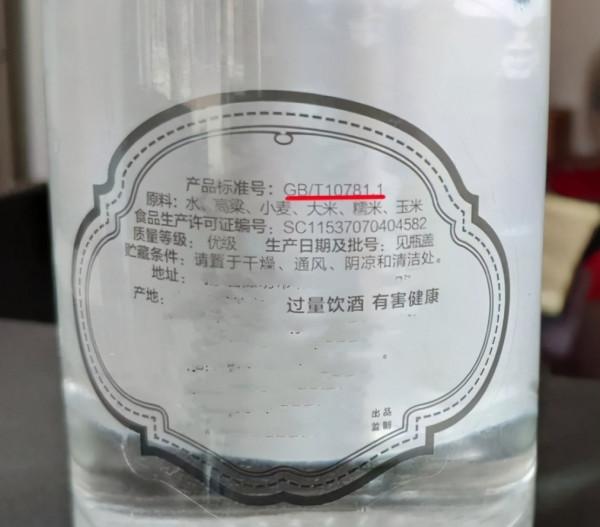 产品标准号：GB/T10781.1
原料：水、高粱、小麦、大米、糯米、玉米
食品生产许可证编号：SC11537070404582
质量等级：优级 生产日期及批号：见瓶盖
贮藏条件：请置于干燥、通风、阴凉和清洁处。
地址：
产地：
过量饮酒 有害健康
出品
监制